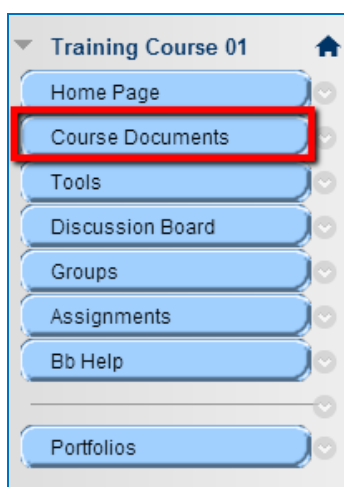 Training Course 01
Home Page
Course Documents
Tools
Discussion Board
Groups
Assignments
Bb Help
Portfolios